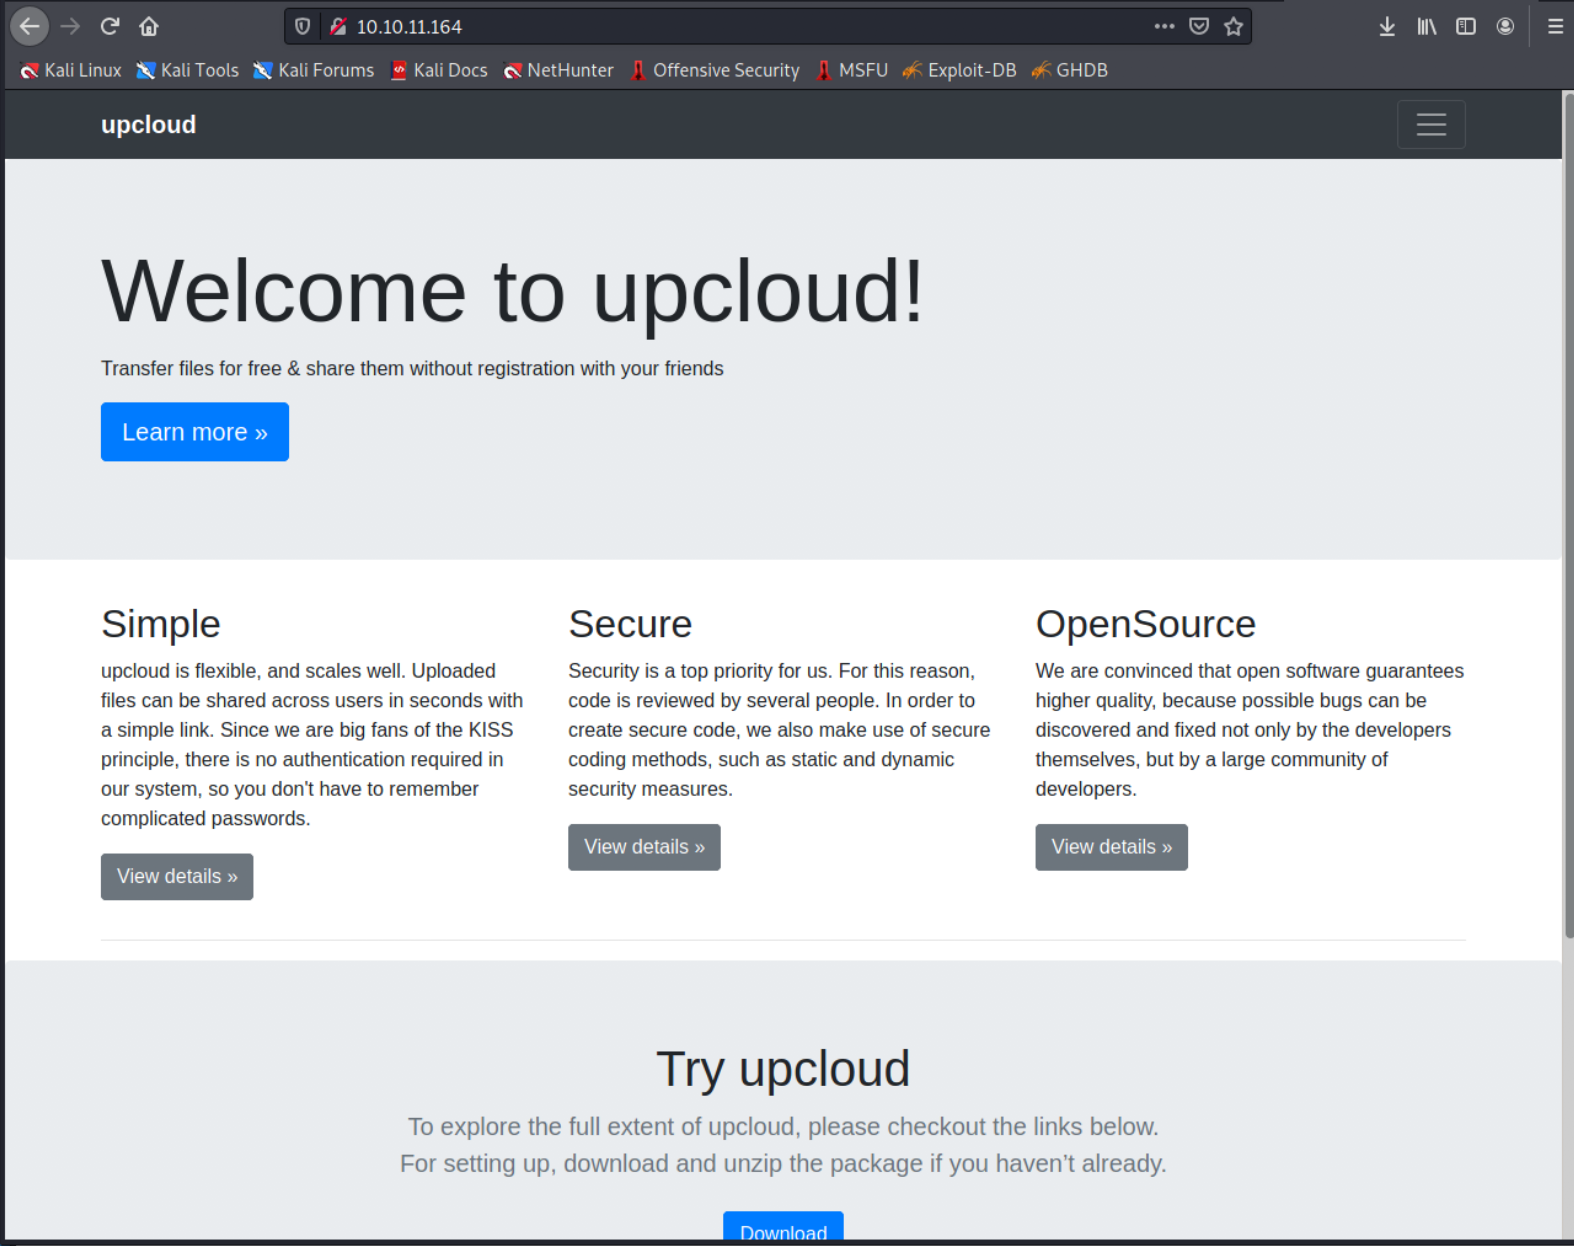 10.10.11.164
Kali Linux Kali Tools Kali Forums Kali Docs NetHunter Offensive Security MSFU Exploit-DB GHDB
upcloud
Welcome to upcloud!
Transfer files for free & share them without registration with your friends
Learn more »
Simple
upcloud is flexible, and scales well. Uploaded
files can be shared across users in seconds with
a simple link. Since we are big fans of the KISS
principle, there is no authentication required in
our system, so you don't have to remember
complicated passwords.
View details »
Secure
Security is a top priority for us. For this reason,
code is reviewed by several people. In order to
create secure code, we also make use of secure
coding methods, such as static and dynamic
security measures.
View details »
OpenSource
We are convinced that open software guarantees
higher quality, because possible bugs can be
discovered and fixed not only by the developers
themselves, but by a large community of
developers.
View details »
Try upcloud
To explore the full extent of upcloud, please checkout the links below.
For setting up, download and unzip the package if you haven’t already.
Download